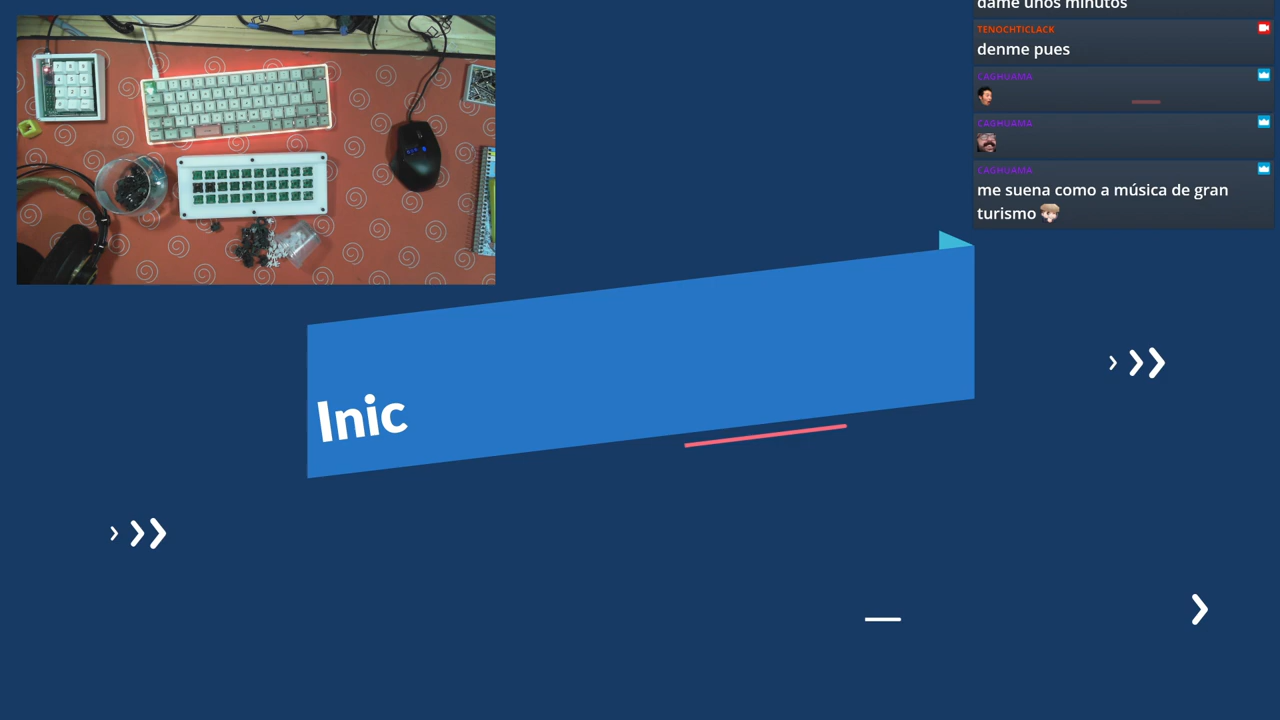 dame unos minutos
TENOCHTICLACK
denme pues
CAGHUAMA
CAGHUAMA
CAGHUAMA
me suena como a música de gran
turismo
Inic